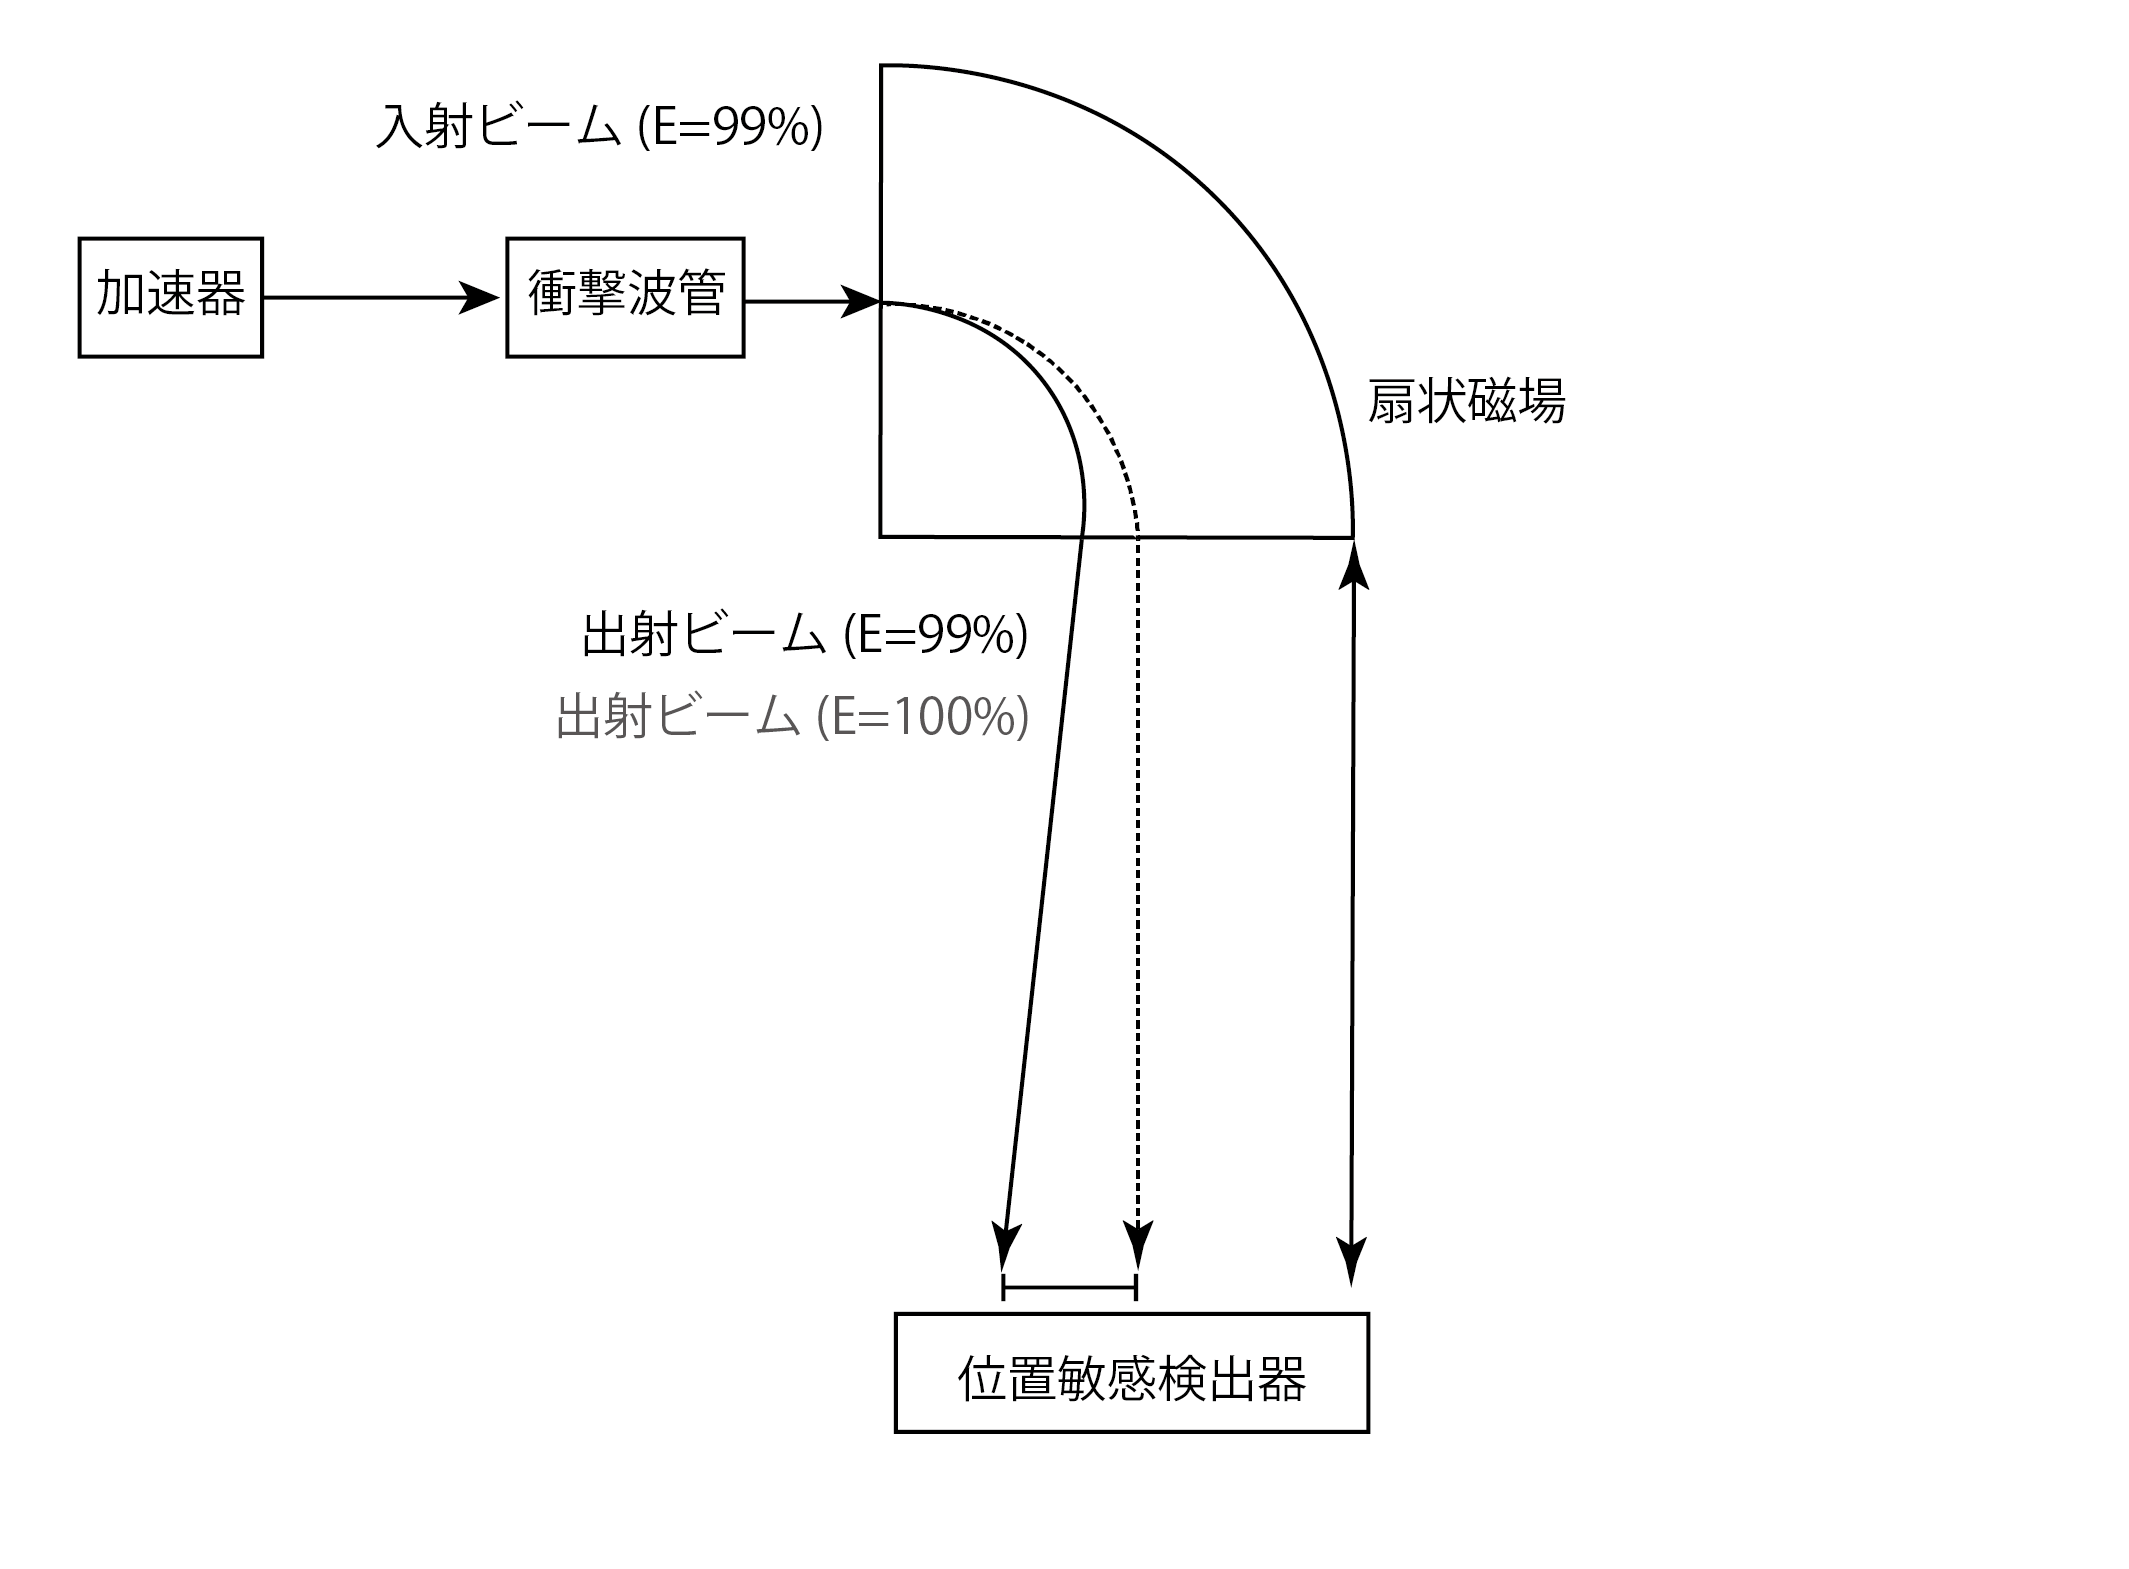 入射ビーム (E=99%)
加速器
衝撃波管
扇状磁場
出射ビーム (E=99%)
出射ビーム (E=100%)
位置敏感検出器